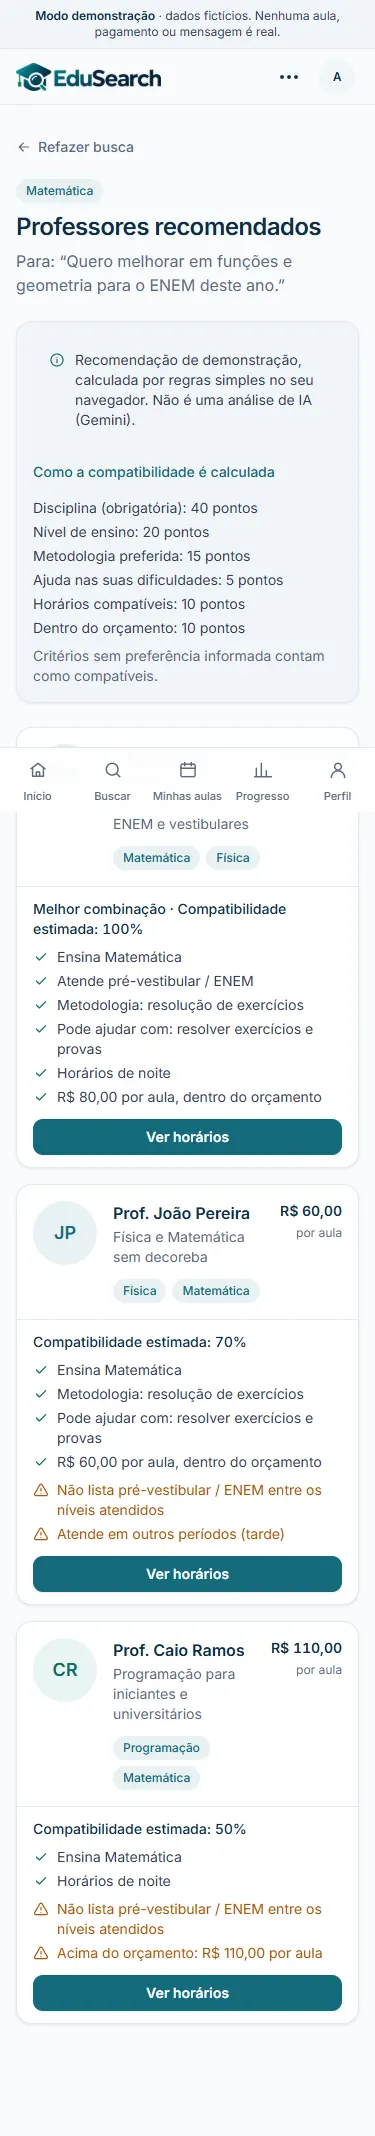 Modo demonstração · dados fictícios. Nenhuma aula,
pagamento ou mensagem é real.
EduSearch
A
Refazer busca
Matemática
Professores recomendados
Para: “Quero melhorar em funções e
geometria para o ENEM deste ano.”
Recomendação de demonstração,
calculada por regras simples no seu
navegador. Não é uma análise de IA
(Gemini).
Como a compatibilidade é calculada
Disciplina (obrigatória): 40 pontos
Nível de ensino: 20 pontos
Metodologia preferida: 15 pontos
Ajuda nas suas dificuldades: 5 pontos
Horários compatíveis: 10 pontos
Dentro do orçamento: 10 pontos
Critérios sem preferência informada contam
como compatíveis.
Início Buscar Minhas aulas Progresso Perfil
ENEM e vestibulares
Matemática Física
Melhor combinação · Compatibilidade
estimada: 100%
Ensina Matemática
Atende pré-vestibular / ENEM
Metodologia: resolução de exercícios
Pode ajudar com: resolver exercícios e
provas
Horários de noite
R$ 80,00 por aula, dentro do orçamento
Ver horários
JP
Prof. João Pereira
R$ 60,00
por aula
Física e Matemática
sem decoreba
Física Matemática
Compatibilidade estimada: 70%
Ensina Matemática
Metodologia: resolução de exercícios
Pode ajudar com: resolver exercícios e
provas
R$ 60,00 por aula, dentro do orçamento
Não lista pré-vestibular / ENEM entre os
níveis atendidos
Atende em outros períodos (tarde)
Ver horários
CR
Prof. Caio Ramos
R$ 110,00
por aula
Programação para
iniciantes e
universitários
Programação
Matemática
Compatibilidade estimada: 50%
Ensina Matemática
Horários de noite
Não lista pré-vestibular / ENEM entre os
níveis atendidos
Acima do orçamento: R$ 110,00 por aula
Ver horários